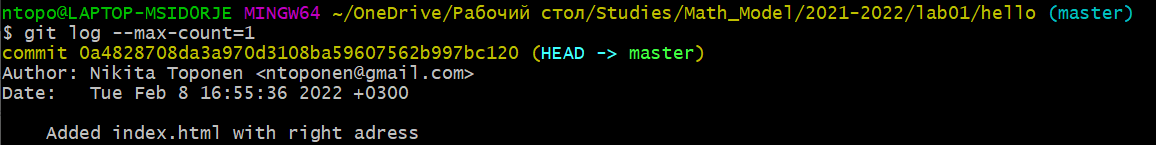 ntopo@LAPTOP-MSID0RJE MINGW64 ~/OneDrive/Рабочий стол/Studies/Math_Model/2021-2022/lab01/hello (master)
$ git log --max-count=1
commit 0a4828708da3a970d3108ba59607562b997bc120 (HEAD -> master)
Author: Nikita Toponen <ntoponen@gmail.com>
Date:   Tue Feb 8 16:55:36 2022 +0300
    Added index.html with right adress